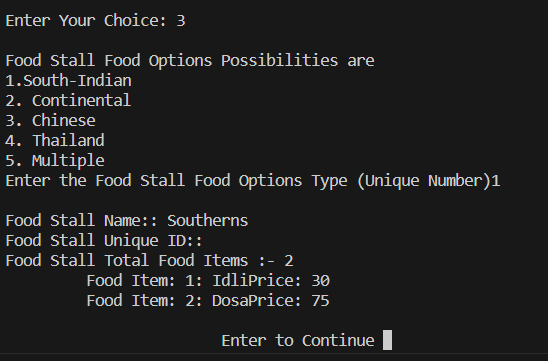 Enter Your Choice: 3
Food Stall Food Options Possibilities are
1.South-Indian
2. Continental
3. Chinese
4. Thailand
5. Multiple
Enter the Food Stall Food Options Type (Unique Number)1
Food Stall Name:: Southerns
Food Stall Unique ID::
Food Stall Total Food Items :- 2
Food Item: 1: IdliPrice: 30
Food Item: 2: DosaPrice: 75
Enter to Continue